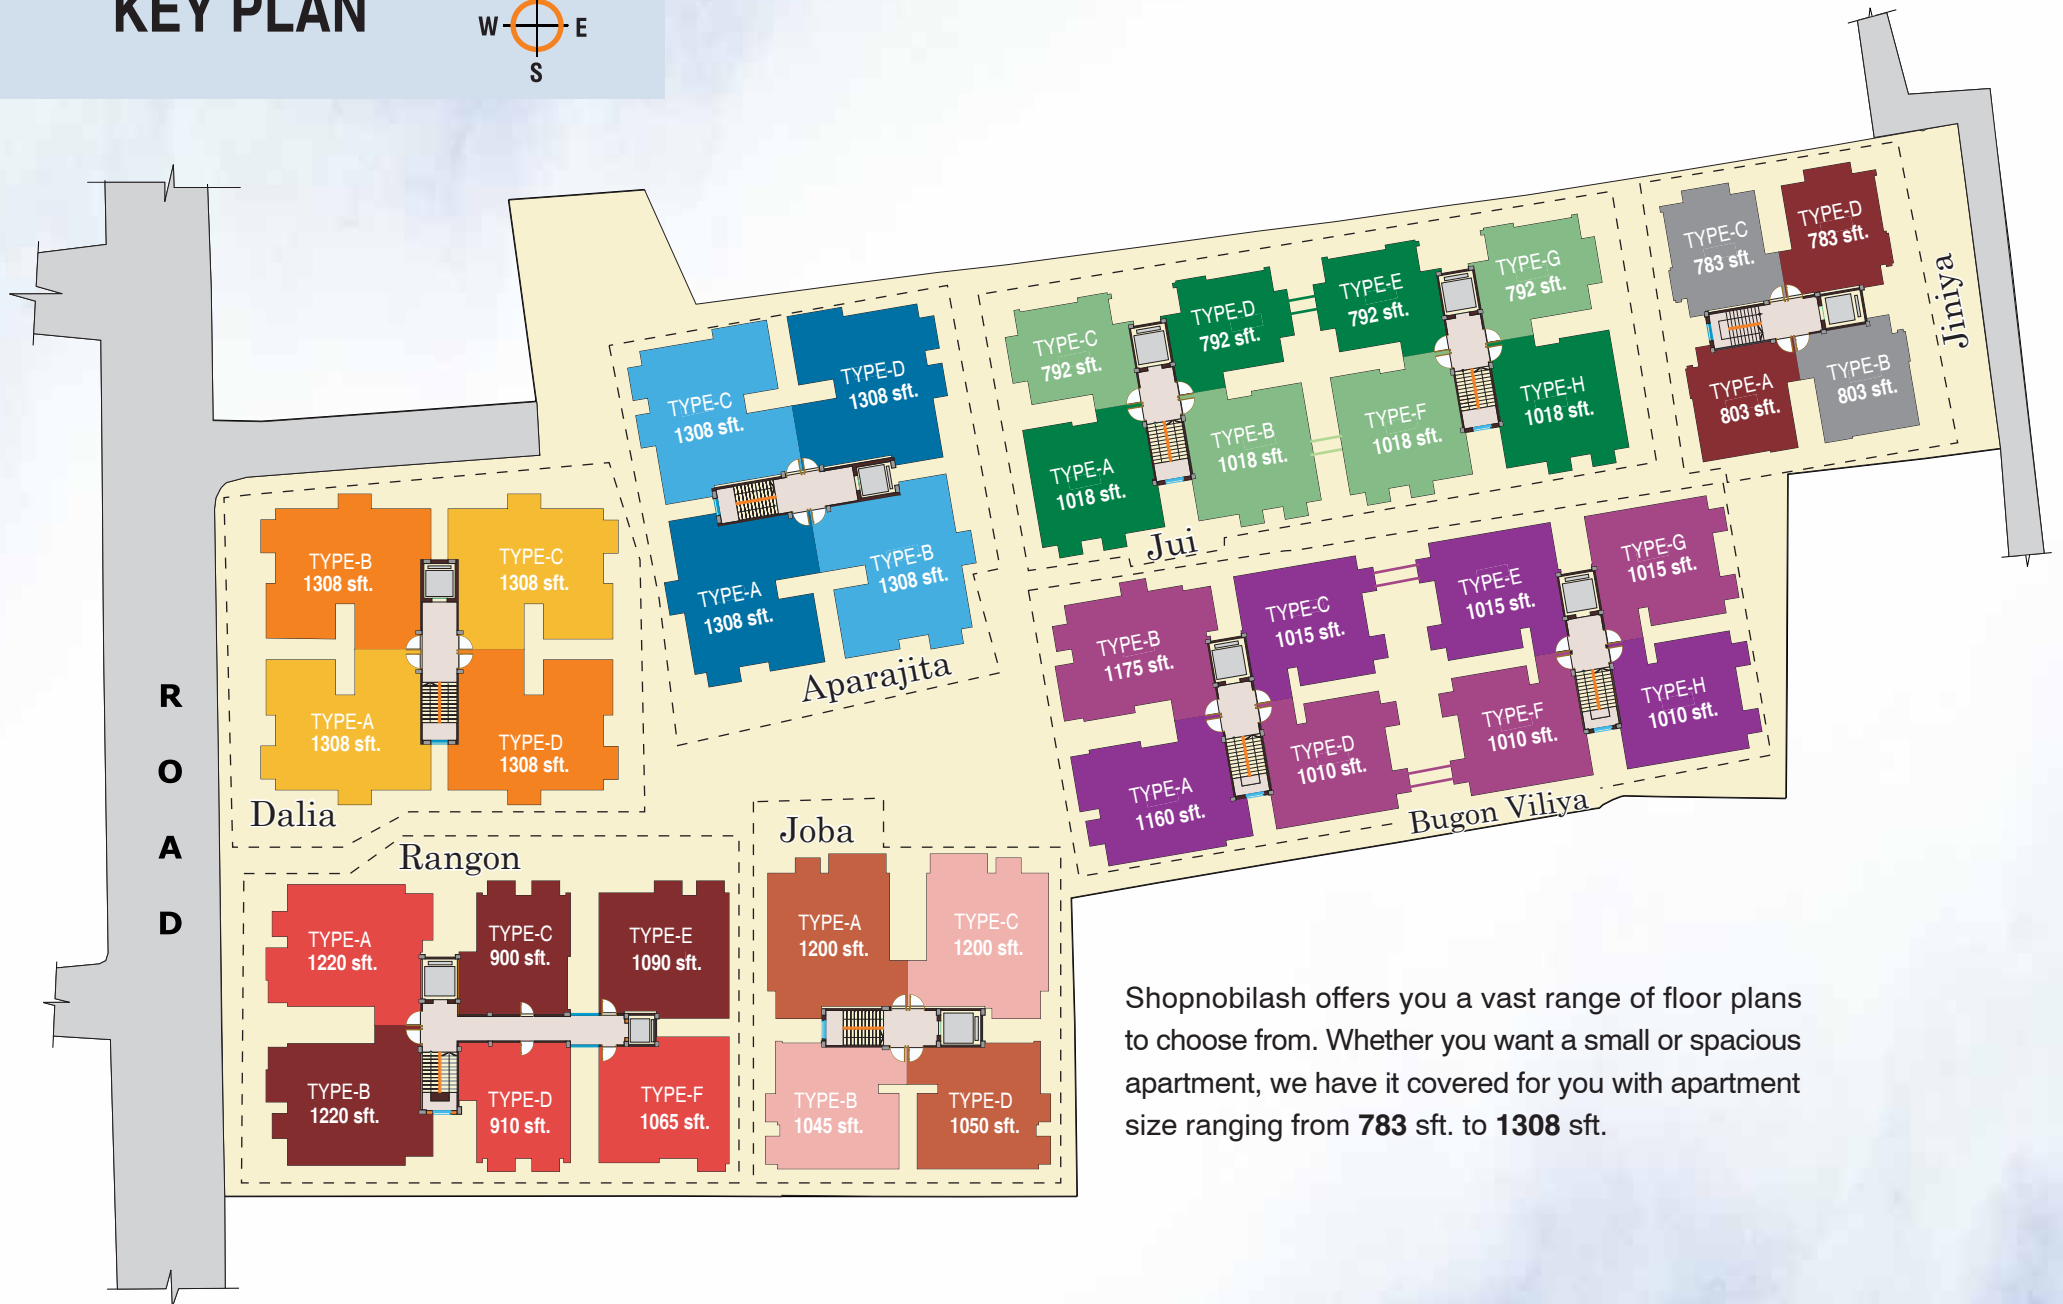 KEY PLAN
W E
S
TYPE-C
783 sft.
TYPE-D
783 sft.
TYPE-A
803 sft.
TYPE-B
803 sft.
Jiniya
TYPE-C
792 sft.
TYPE-D
792 sft.
TYPE-E
792 sft.
TYPE-G
792 sft.
TYPE-A
1018 sft.
TYPE-B
1018 sft.
TYPE-F
1018 sft.
TYPE-H
1018 sft.
Jui
TYPE-C
1308 sft.
TYPE-D
1308 sft.
TYPE-A
1308 sft.
TYPE-B
1308 sft.
Aparajita
TYPE-B
1308 sft.
TYPE-C
1308 sft.
TYPE-A
1308 sft.
TYPE-D
1308 sft.
Dalia
TYPE-B
1175 sft.
TYPE-C
1015 sft.
TYPE-E
1015 sft.
TYPE-G
1015 sft.
TYPE-A
1160 sft.
TYPE-D
1010 sft.
TYPE-F
1010 sft.
TYPE-H
1010 sft.
Bugon Viliya
R
O
A
D
Rangon
TYPE-A
1220 sft.
TYPE-C
900 sft.
TYPE-E
1090 sft.
TYPE-B
1220 sft.
TYPE-D
910 sft.
TYPE-F
1065 sft.
Joba
TYPE-A
1200 sft.
TYPE-C
1200 sft.
TYPE-B
1045 sft.
TYPE-D
1050 sft.
Shopnobilash offers you a vast range of floor plans
to choose from. Whether you want a small or spacious
apartment, we have it covered for you with apartment
size ranging from 783 sft. to 1308 sft.